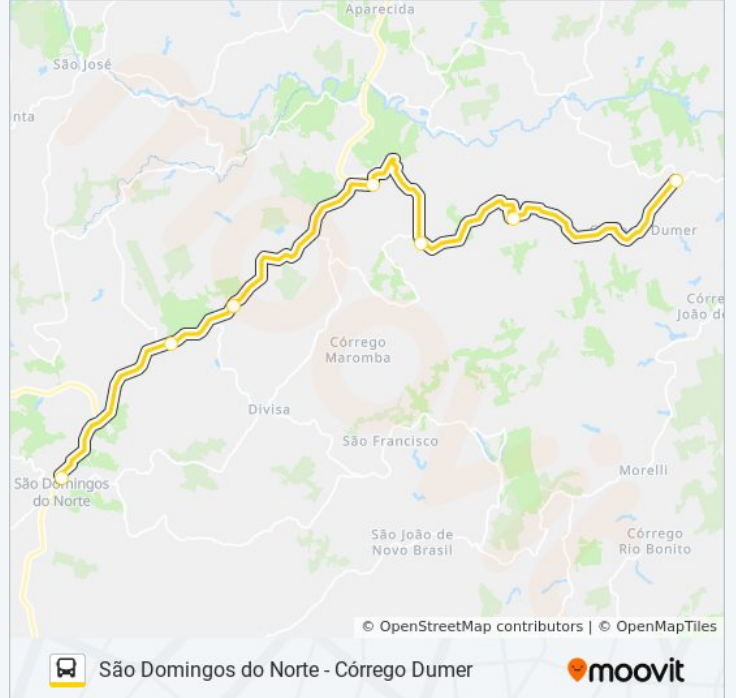 Aparecida
São José
nta
Dumer
Córre
João de
Córrego
Maromba
Divisa
São Francisco
Morelli
São Domingos
do Norte
São João de
Novo Brasil
Córrego
Rio Bonito
© OpenStreetMap contributors | © OpenMapTiles
São Domingos do Norte - Córrego Dumer
moovit